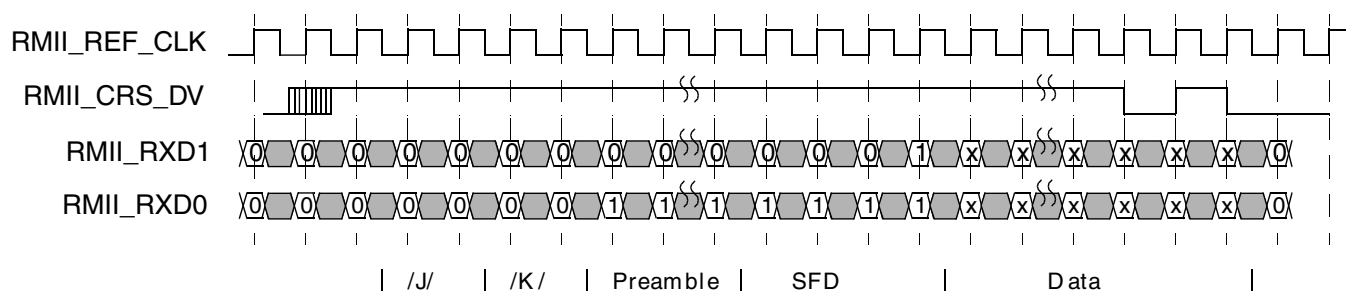 RMII_REF_CLK
RMII_CRS_DV
RMII_RXD1 0 0 0 0 0 0 0 0 0 0 0 0 0 1 x x x x x x 0
RMII_RXD0 0 0 0 0 0 0 0 1 1 1 1 1 1 1 x x x x x x 0
/J/ /K/ Preamble SFD Data